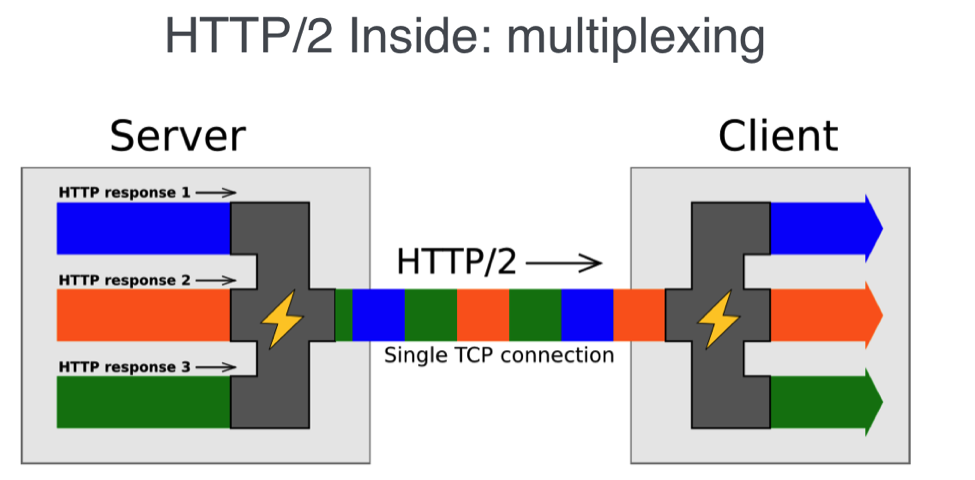 HTTP/2 Inside: multiplexing
Server
Client
HTTP response 1
HTTP response 2
HTTP/2
HTTP response 3
Single TCP connection